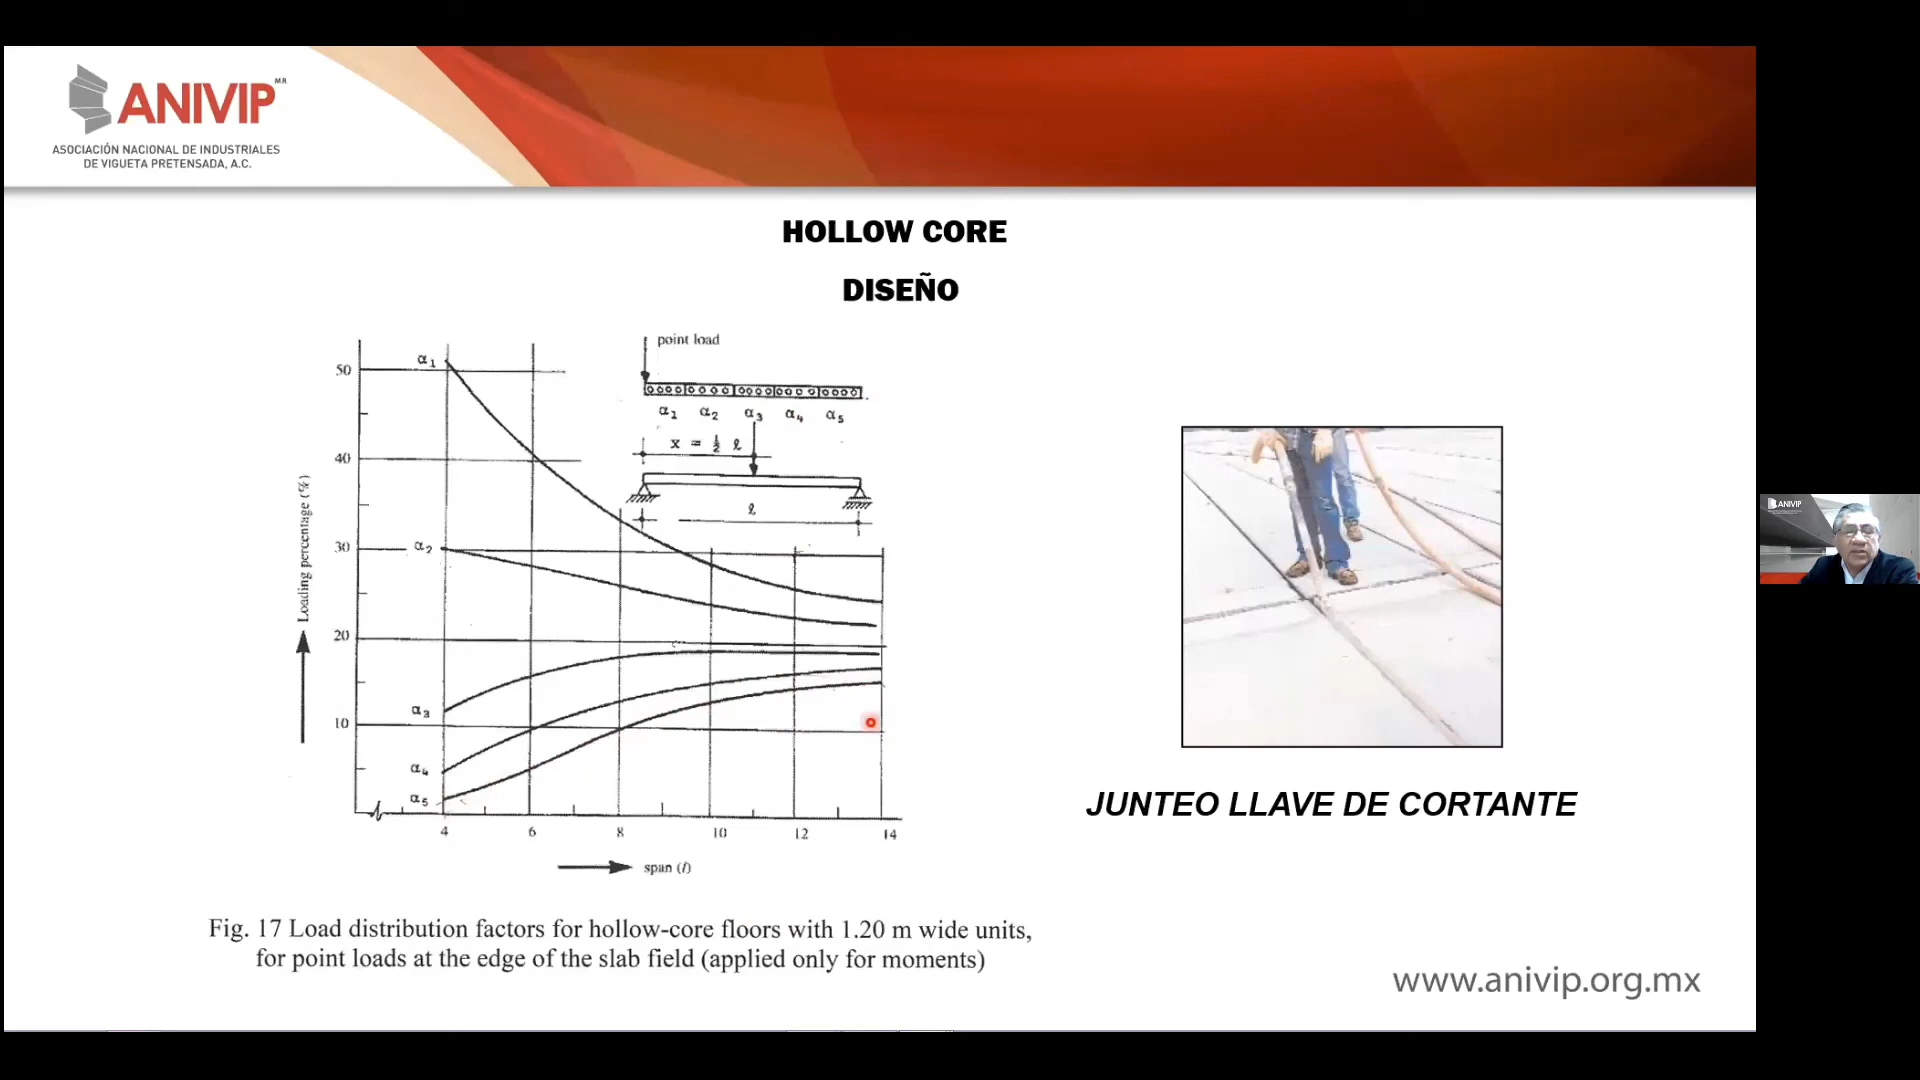 ANIVIP MR
ASOCIACIÓN NACIONAL DE INDUSTRIALES
DE VIGUETA PRETENSADA, A.C.
HOLLOW CORE
DISEÑO
point load
α1 α2 α3 α4 α5
x = ½ ℓ
ℓ
Loading percentage (%)
50
40
30
20
10
α1
α2
α3
α4
α5
4 6 8 10 12 14
span (l)
Fig. 17 Load distribution factors for hollow-core floors with 1.20 m wide units,
for point loads at the edge of the slab field (applied only for moments)
JUNTEO LLAVE DE CORTANTE
www.anivip.org.mx
ANIVIP